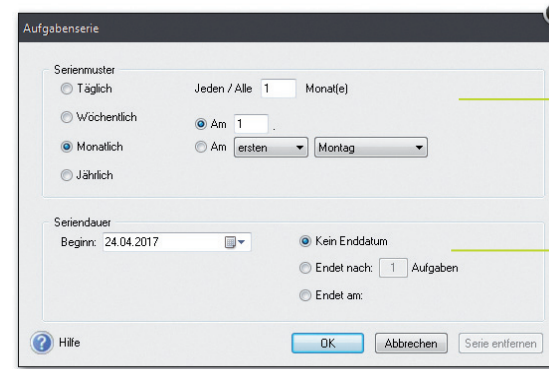 Aufgabenserie
Serienmuster
Täglich
Jeden / Alle 1 Monat(e)
Wöchentlich
Am 1 .
Monatlich
Am ersten Montag
Jährlich
Seriendauer
Beginn: 24.04.2017
Kein Enddatum
Endet nach: 1 Aufgaben
Endet am:
Hilfe
OK
Abbrechen
Serie entfernen